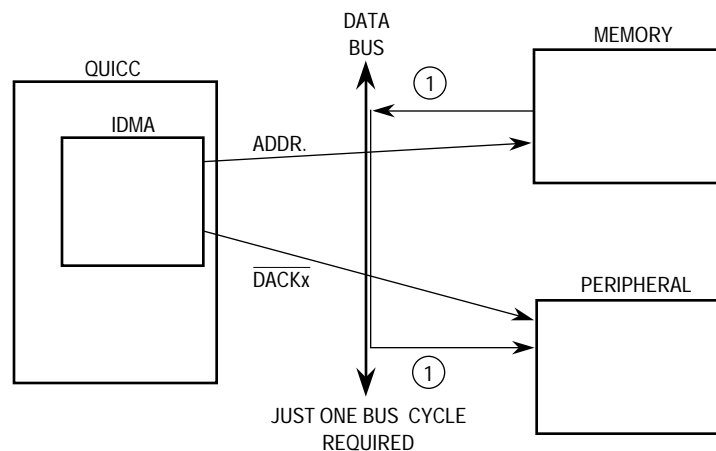 DATA
BUS
MEMORY
QUICC
1
IDMA
ADDR.
DACKx
PERIPHERAL
1
JUST ONE BUS CYCLE
REQUIRED